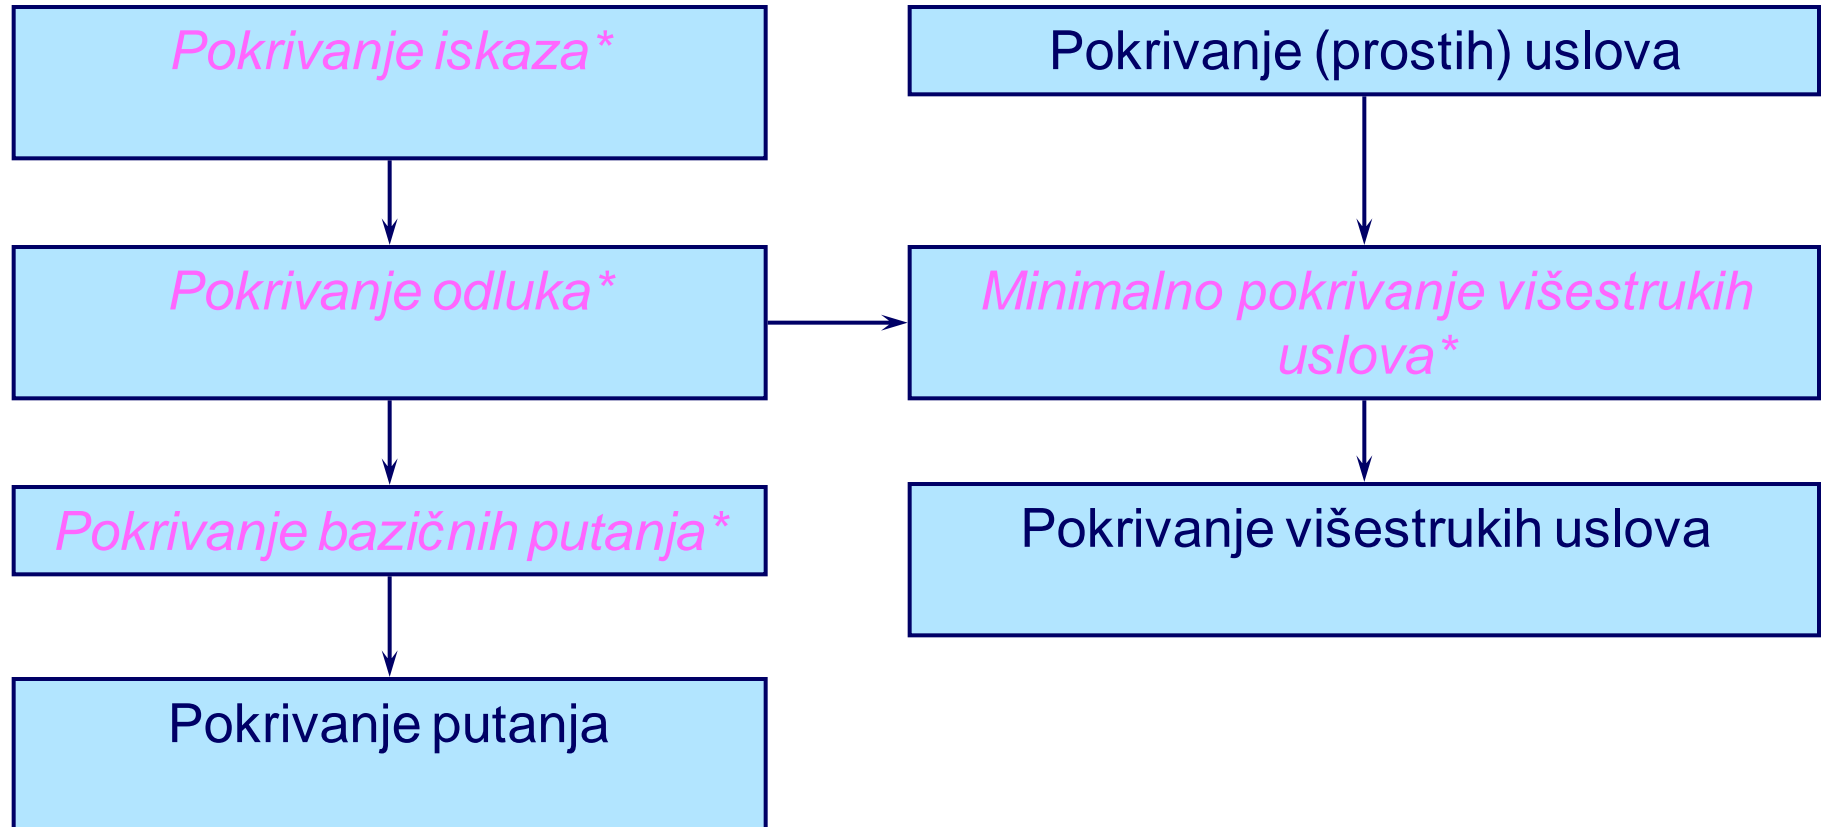 Pokrivanje iskaza*
Pokrivanje (prostih) uslova
Pokrivanje odluka*
Minimalno pokrivanje višestrukih
uslova*
Pokrivanje bazičnih putanja*
Pokrivanje višestrukih uslova
Pokrivanje putanja